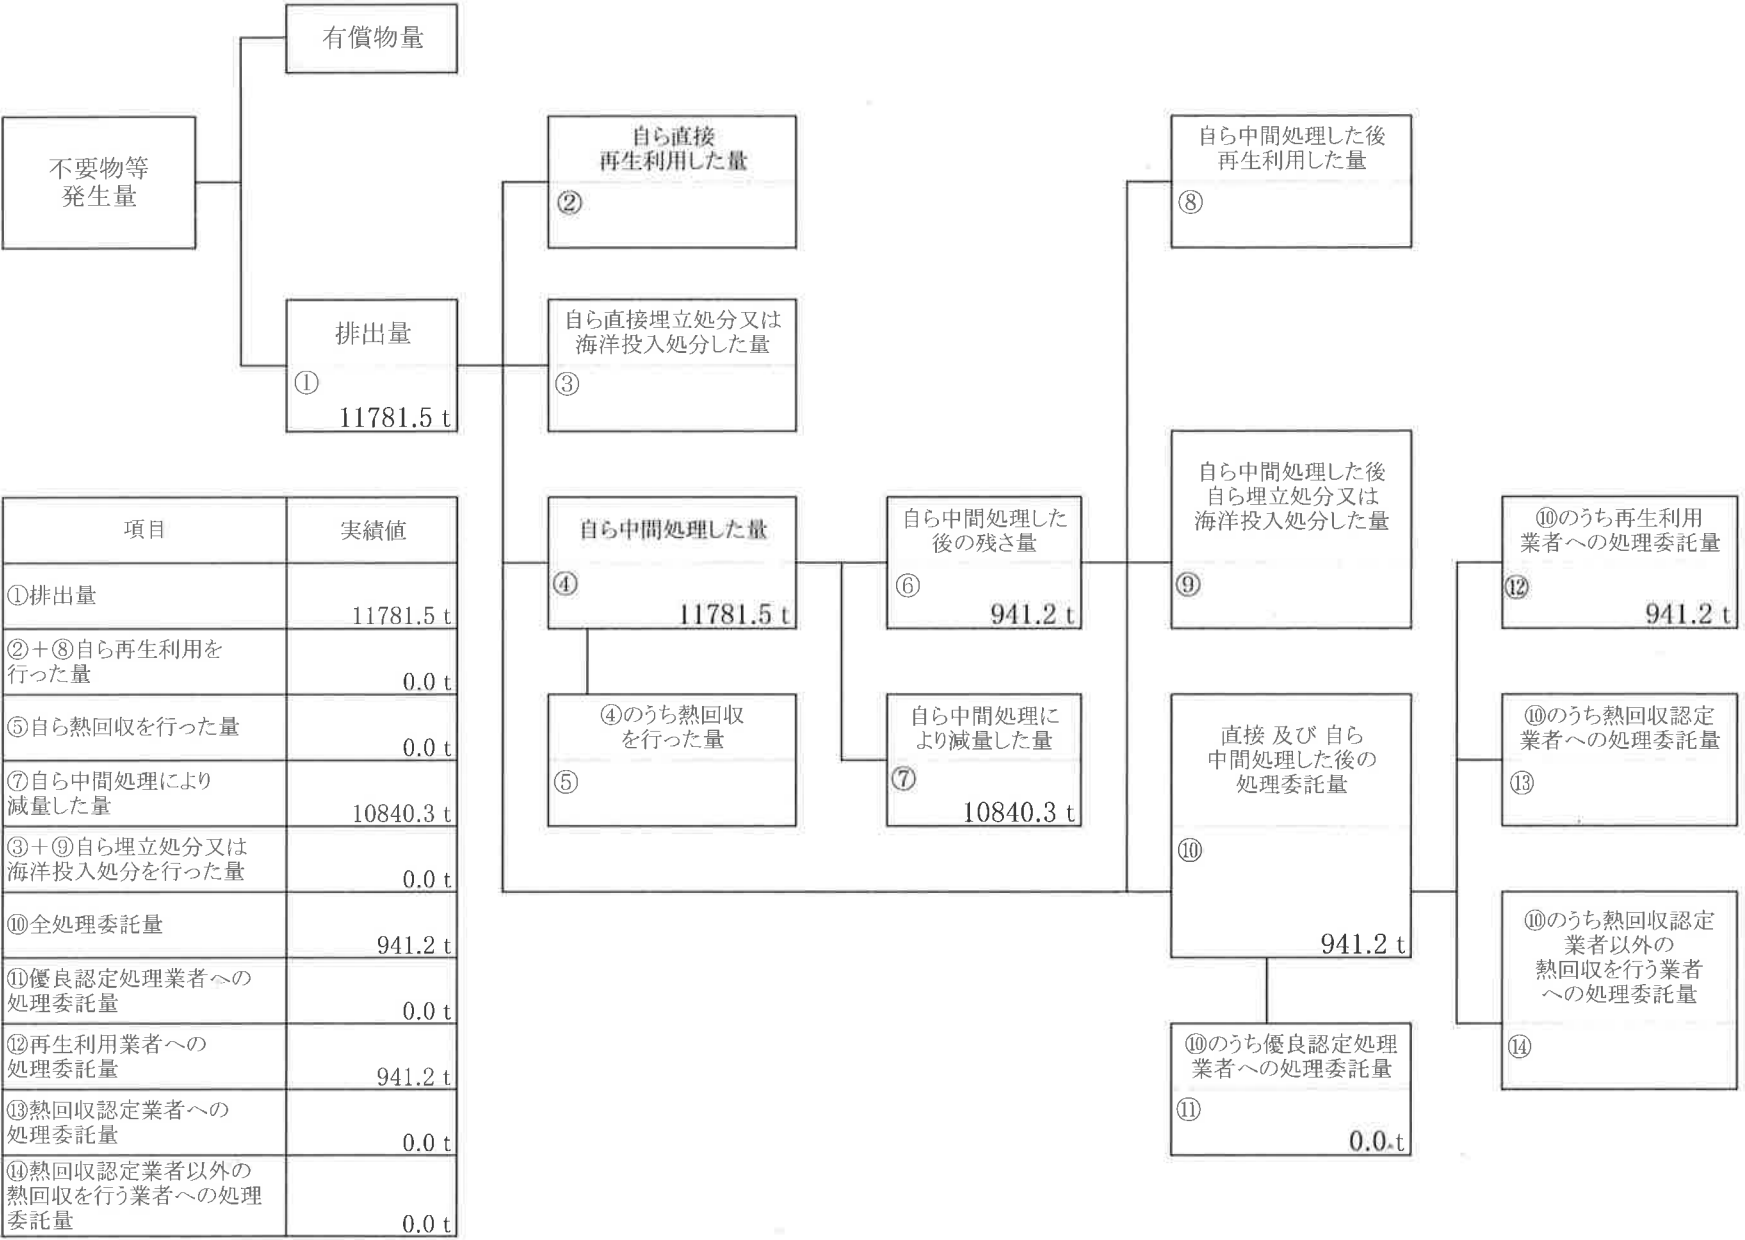 有償物量
不要物等
発生量
排出量
①
11781.5 t
自ら直接
再生利用した量
②
自ら直接埋立処分又は
海洋投入処分した量
③
自ら中間処理した量
④
11781.5 t
④のうち熱回収
を行った量
⑤
自ら中間処理した
後の残さ量
⑥
941.2 t
自ら中間処理に
より減量した量
⑦
10840.3 t
自ら中間処理した後
再生利用した量
⑧
自ら中間処理した後
自ら埋立処分又は
海洋投入処分した量
⑨
直接 及び 自ら
中間処理した後の
処理委託量
⑩
941.2 t
⑩のうち優良認定処理
業者への処理委託量
⑪
0.0 t
⑩のうち再生利用
業者への処理委託量
⑫
941.2 t
⑩のうち熱回収認定
業者への処理委託量
⑬
⑩のうち熱回収認定
業者以外の
熱回収を行う業者
への処理委託量
⑭
項目 実績値
①排出量
11781.5 t
②＋⑧自ら再生利用を
行った量
0.0 t
⑤自ら熱回収を行った量
0.0 t
⑦自ら中間処理により
減量した量
10840.3 t
③＋⑨自ら埋立処分又は
海洋投入処分を行った量
0.0 t
⑩全処理委託量
941.2 t
⑪優良認定処理業者への
処理委託量
0.0 t
⑫再生利用業者への
処理委託量
941.2 t
⑬熱回収認定業者への
処理委託量
0.0 t
⑭熱回収認定業者以外の
熱回収を行う業者への処理
委託量
0.0 t